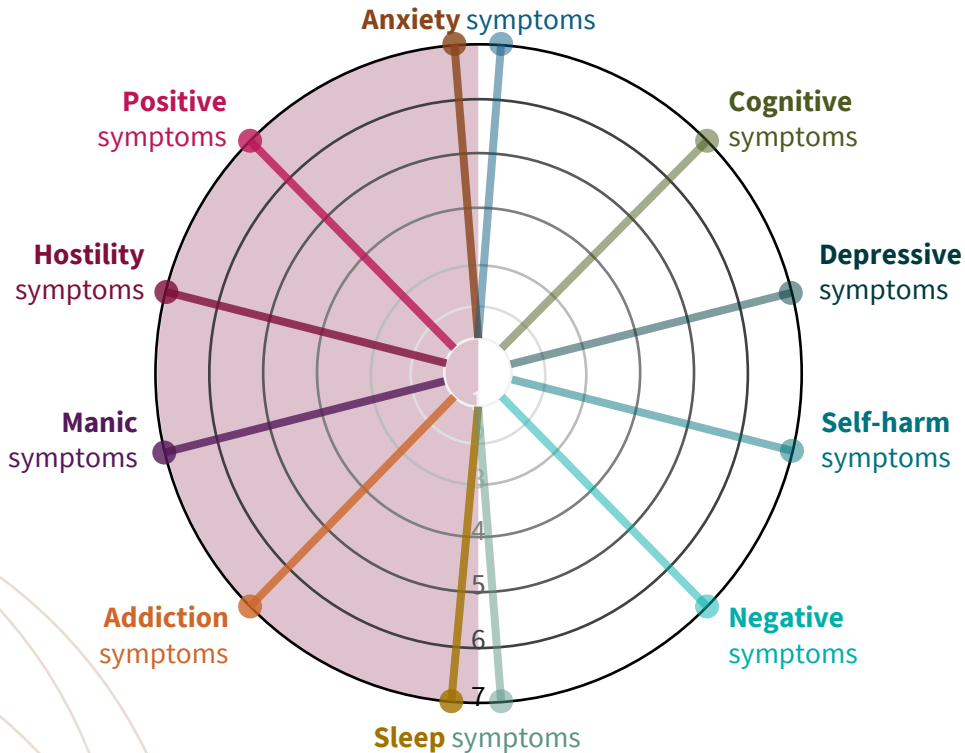 Anxiety symptoms
Positive
symptoms
Cognitive
symptoms
Hostility
symptoms
Depressive
symptoms
Manic
symptoms
Self-harm
symptoms
Addiction
symptoms
Negative
symptoms
1
3
4
5
6
7
Sleep symptoms